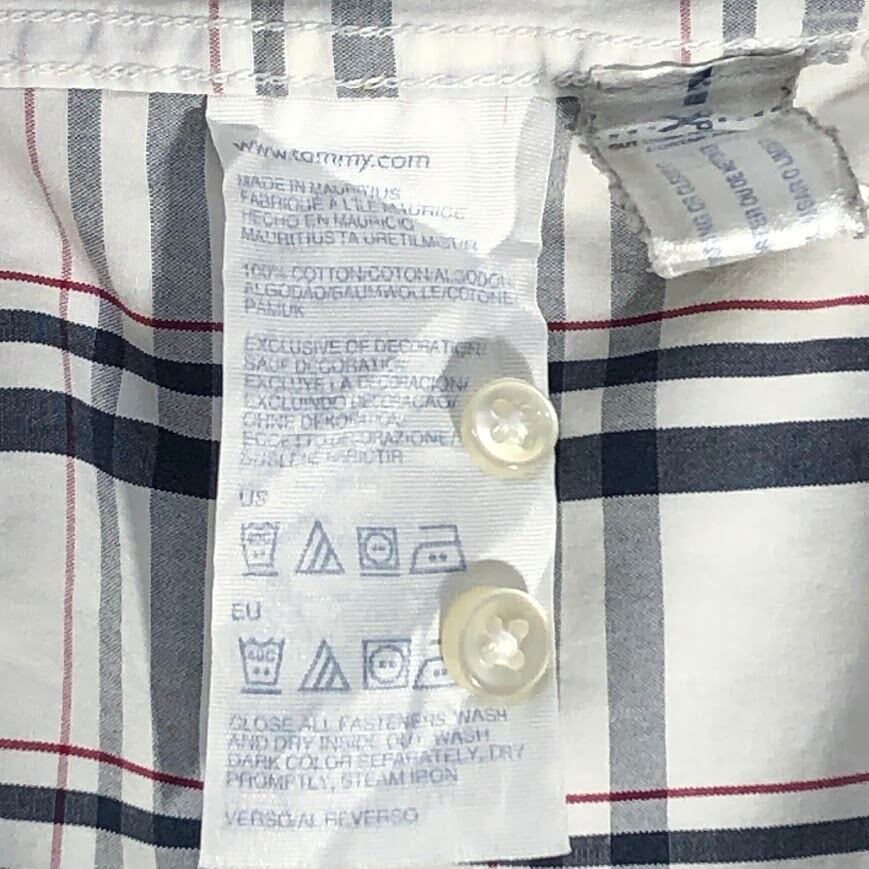 www.tommy.com
MADE IN MAURITIUS
FABRIQUE A L'ILE MAURICE
HECHO EN MAURICIO
100% COTTON/COTON/ALGODON
ALGODAO/BAUMWOLLE/COTONE/
PAMUK
EXCLUSIVE OF DECORATION/
SAUF DECORATION/
EXCLUYE LA DECORACION/
EXCLUINDO DECORACAO/
OHNE DEKORATION/
ECCETTO DECORAZIONE/
US
EU
40C
CLOSE ALL FASTENERS, WASH
AND DRY INSIDE OUT, WASH
DARK COLOR SEPARATELY, DRY
PROMPTLY, STEAM IRON
VERSO/AL REVERSO